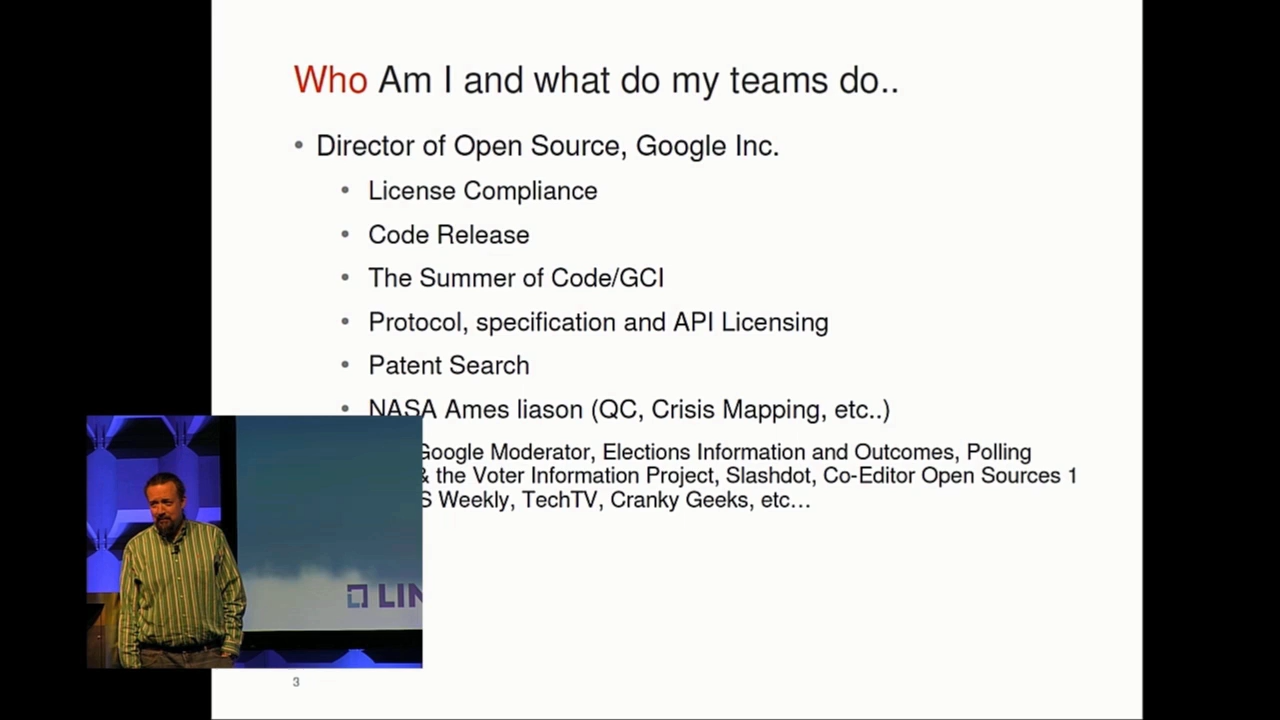 Who Am I and what do my teams do..
• Director of Open Source, Google Inc.
• License Compliance
• Code Release
• The Summer of Code/GCI
• Protocol, specification and API Licensing
• Patent Search
• NASA Ames liason (QC, Crisis Mapping, etc..)
Google Moderator, Elections Information and Outcomes, Polling
& the Voter Information Project, Slashdot, Co-Editor Open Sources 1
S Weekly, TechTV, Cranky Geeks, etc…
LIN
3